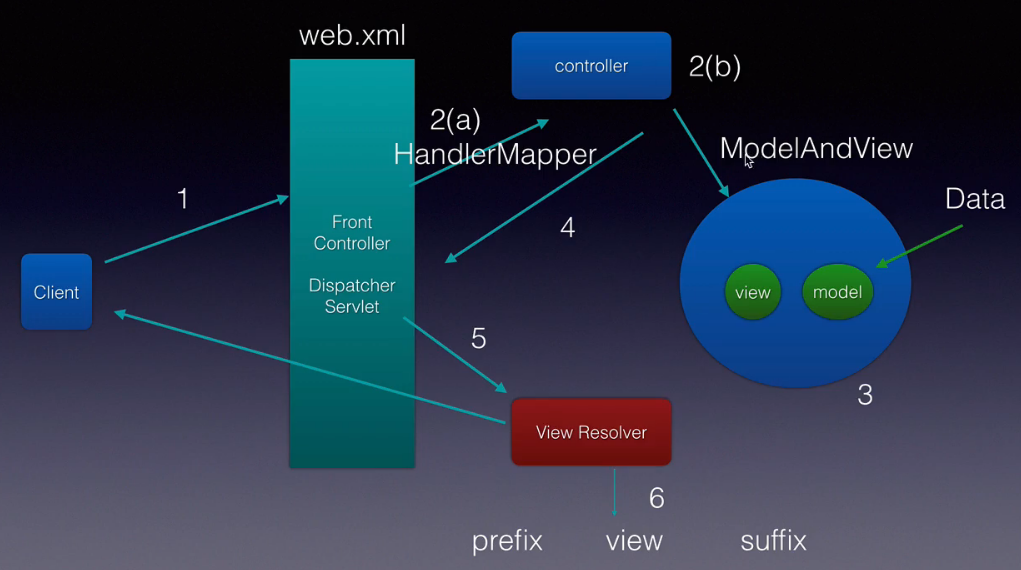 web.xml
controller
2(b)
2(a)
HandlerMapper
ModelAndView
1
Data
Front
Controller
4
Dispatcher
Servlet
Client
view
model
5
3
View Resolver
6
prefix
view
suffix